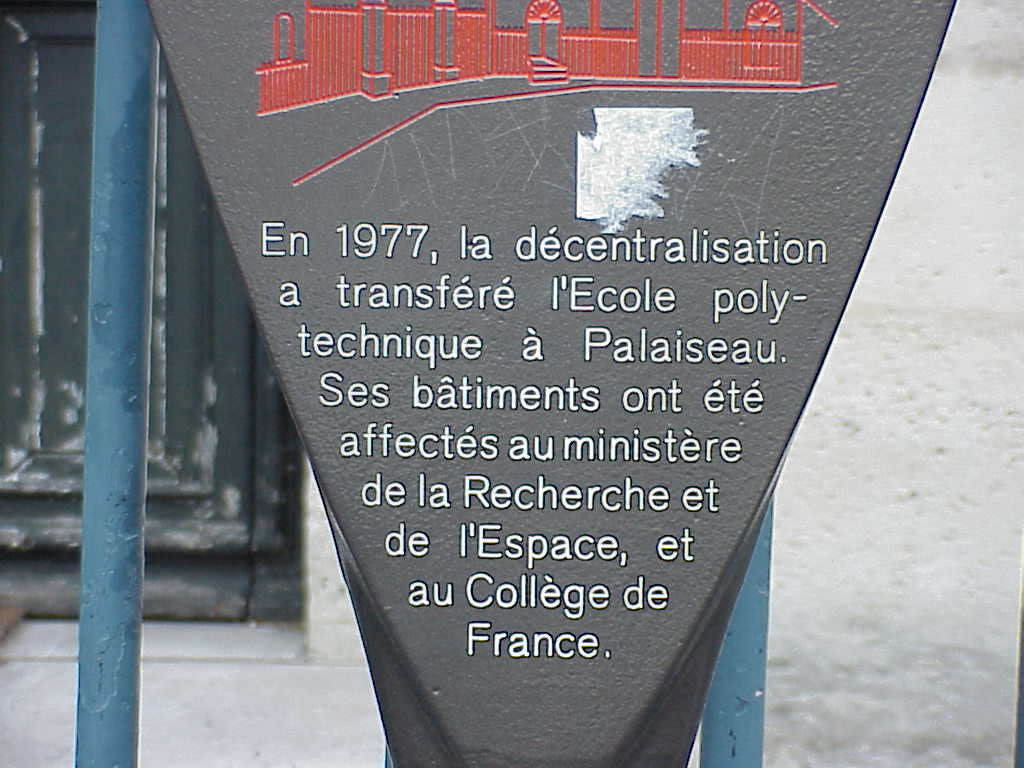 En 1977, la décentralisation
a transféré l'Ecole poly-
technique à Palaiseau.
Ses bâtiments ont été
affectés au ministère
de la Recherche et
de l'Espace, et
au Collège de
France.